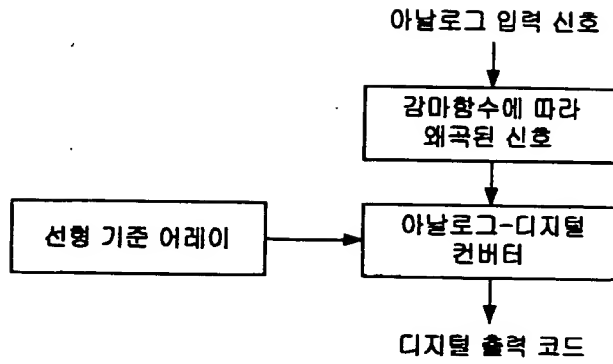 아날로그 입력 신호
감마함수에 따라
왜곡된 신호
선형 기준 어레이
아날로그-디지털
컨버터
디지털 출력 코드